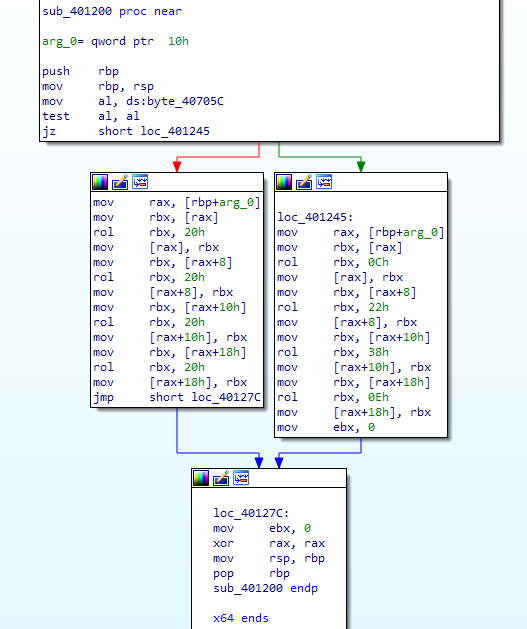 sub_401200 proc near
arg_0= qword ptr  10h
push    rbp
mov     rbp, rsp
mov     al, ds:byte_40705C
test    al, al
jz      short loc_401245
mov     rax, [rbp+arg_0]
mov     rbx, [rax]
rol     rbx, 20h
mov     [rax], rbx
mov     rbx, [rax+8]
rol     rbx, 20h
mov     [rax+8], rbx
mov     rbx, [rax+10h]
rol     rbx, 20h
mov     [rax+10h], rbx
mov     rbx, [rax+18h]
rol     rbx, 20h
mov     [rax+18h], rbx
jmp     short loc_40127C
loc_401245:
mov     rax, [rbp+arg_0]
mov     rbx, [rax]
rol     rbx, 0Ch
mov     [rax], rbx
mov     rbx, [rax+8]
rol     rbx, 22h
mov     [rax+8], rbx
mov     rbx, [rax+10h]
rol     rbx, 38h
mov     [rax+10h], rbx
mov     rbx, [rax+18h]
rol     rbx, 0Eh
mov     [rax+18h], rbx
mov     ebx, 0
loc_40127C:
mov     ebx, 0
xor     rax, rax
mov     rsp, rbp
pop     rbp
sub_401200 endp
x64 ends